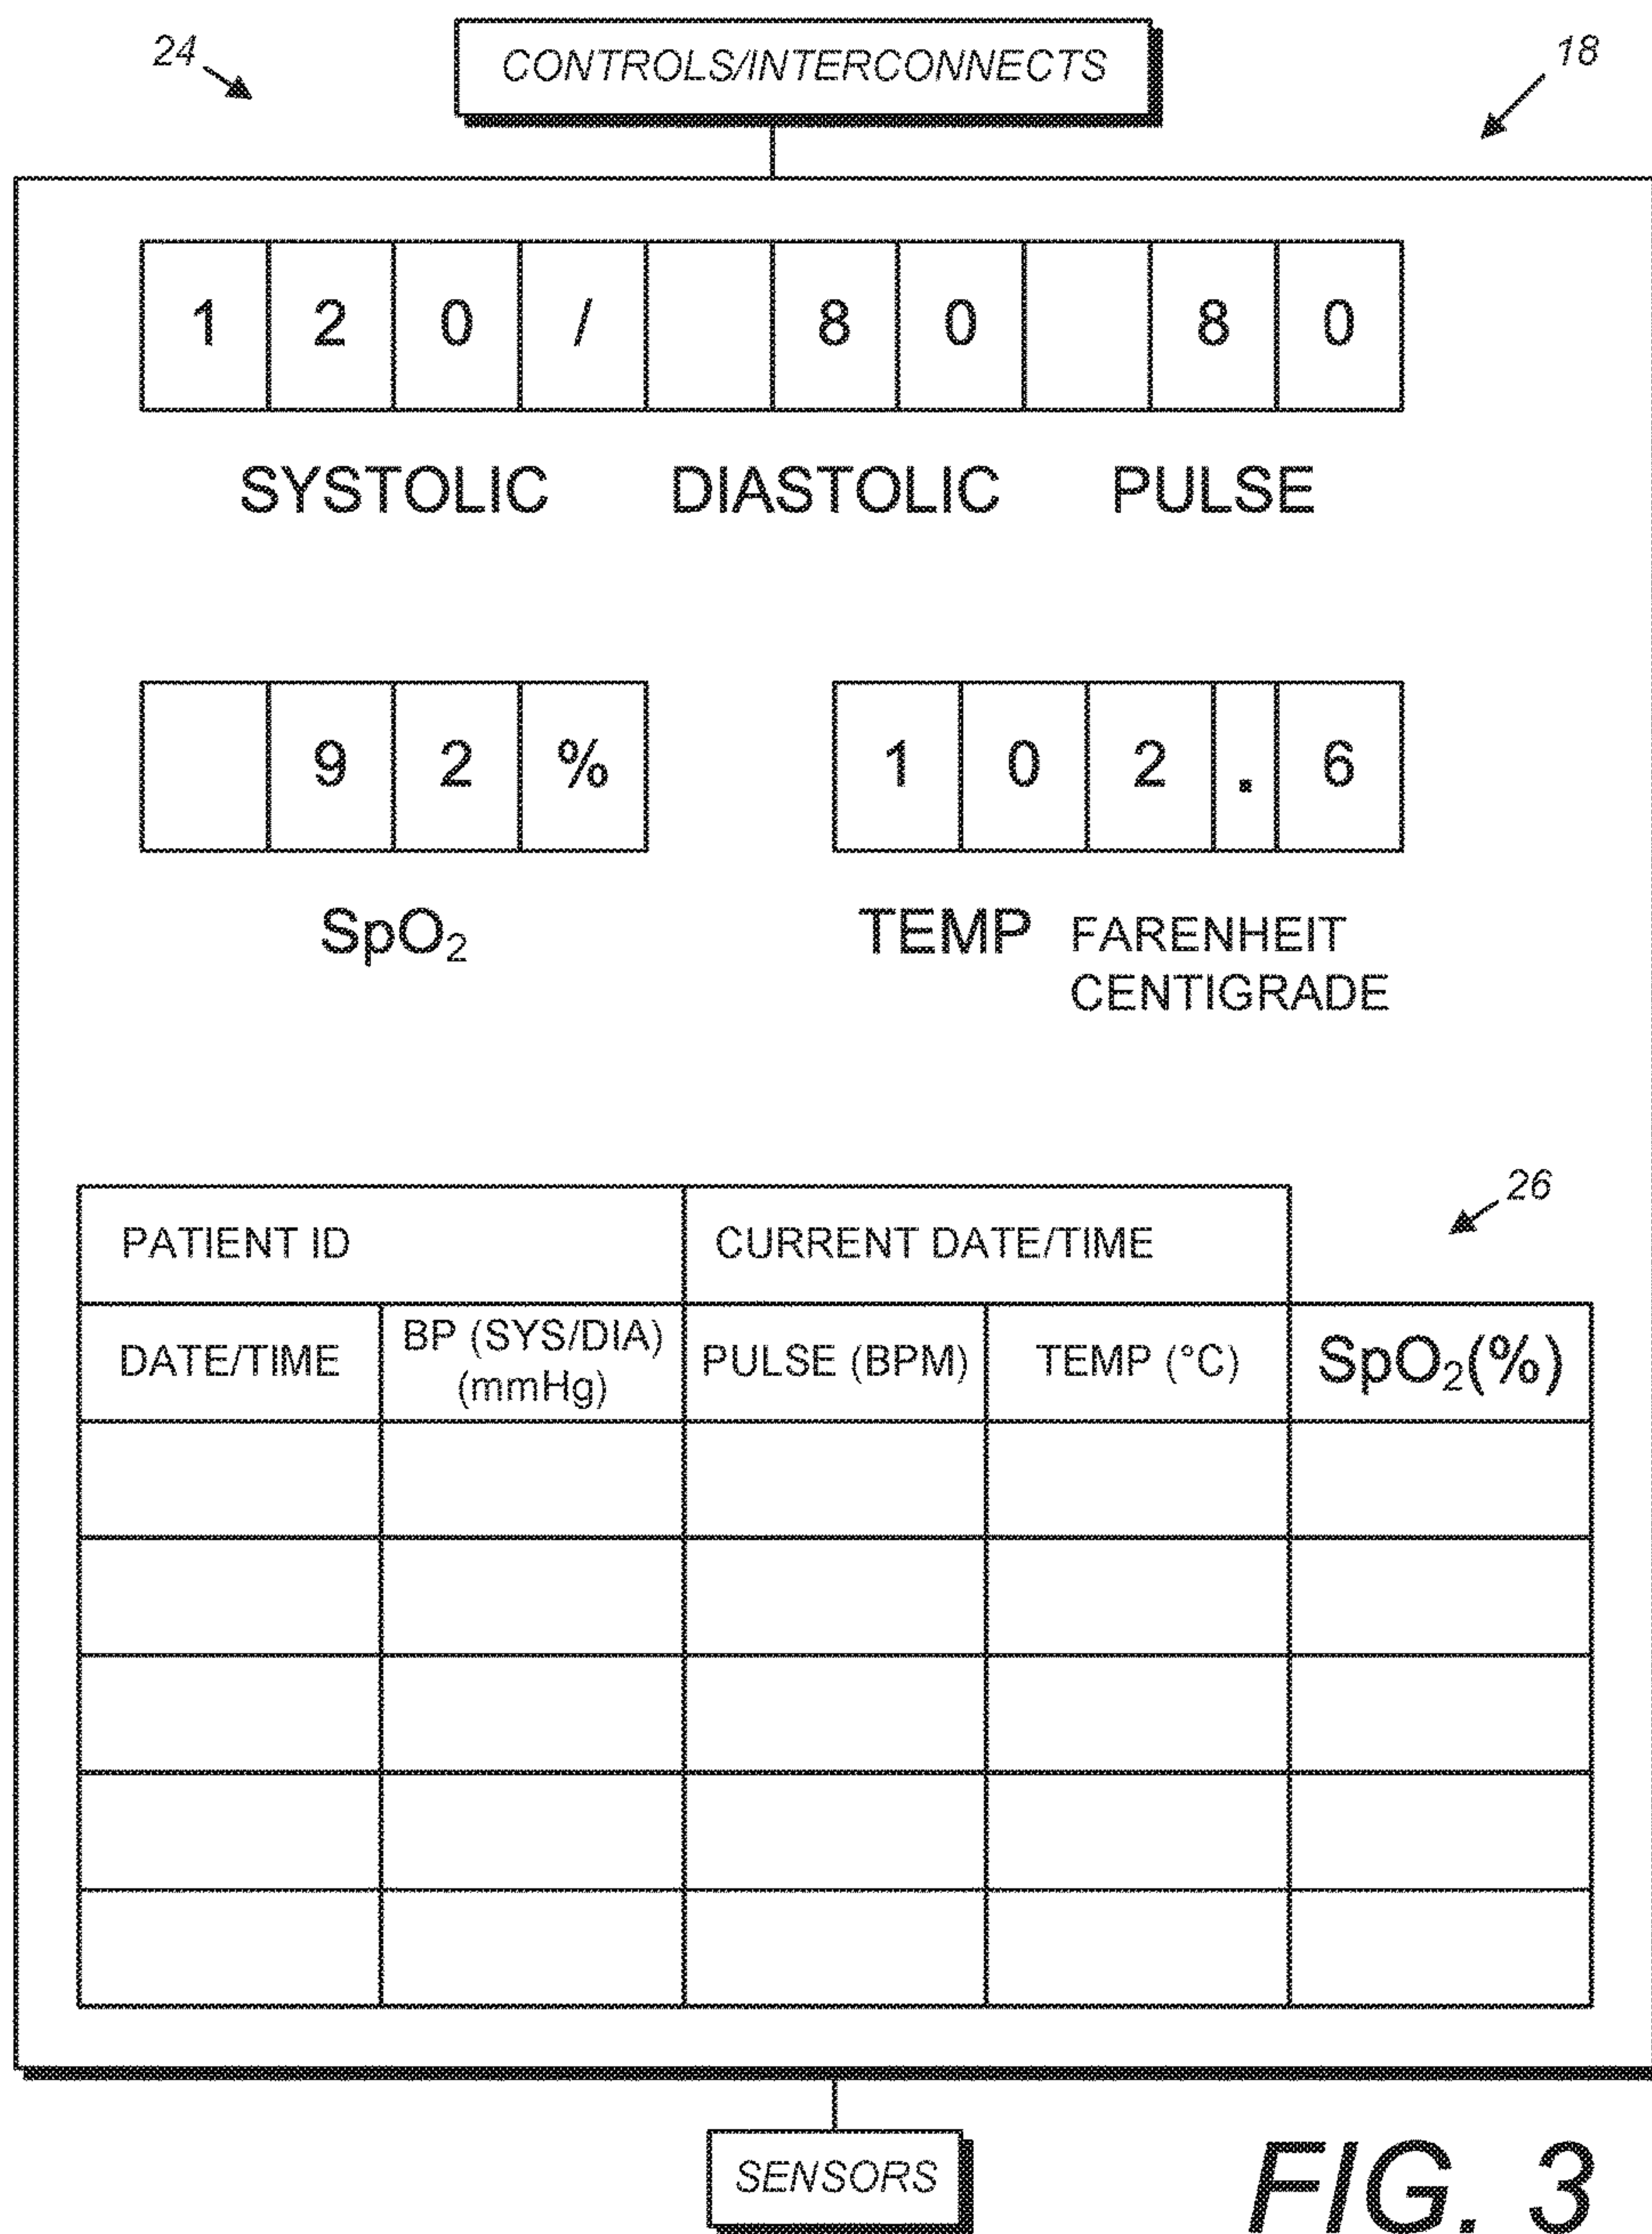 24
CONTROLS/INTERCONNECTS
18
1 2 0 / 8 0 8 0
SYSTOLIC DIASTOLIC PULSE
9 2 % 1 0 2 . 6
SpO₂ TEMP FARENHEIT
CENTIGRADE
26
PATIENT ID CURRENT DATE/TIME
DATE/TIME BP (SYS/DIA) (mmHg) PULSE (BPM) TEMP (°C) SpO₂(%)
SENSORS
FIG. 3